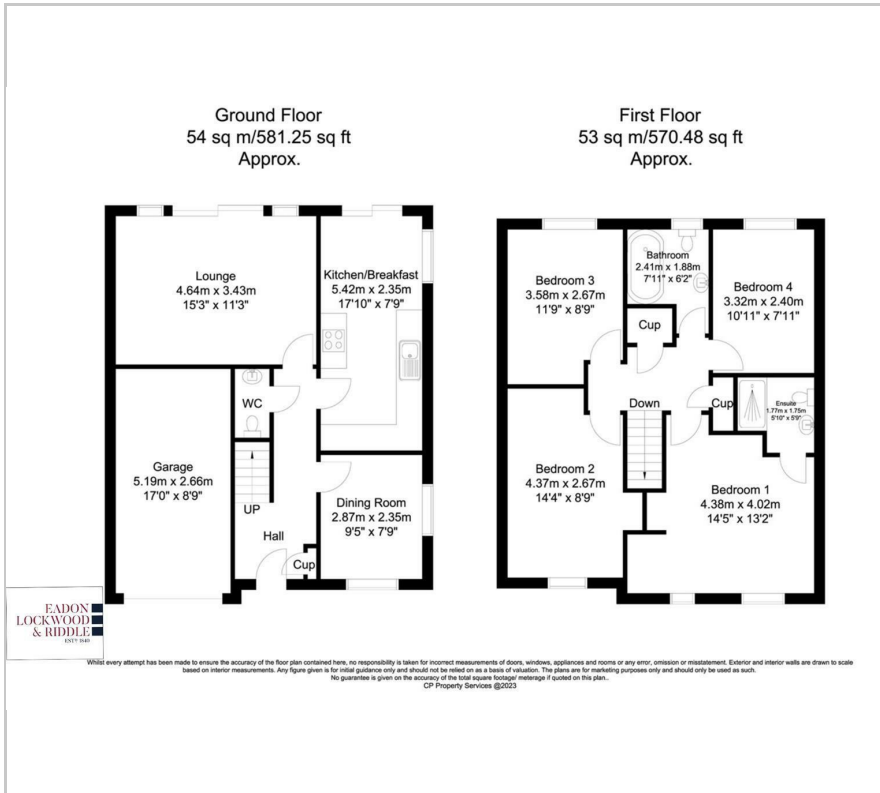 Ground Floor
54 sq m/581.25 sq ft
Approx.
First Floor
53 sq m/570.48 sq ft
Approx.
Lounge
4.64m x 3.43m
15'3" x 11'3"
Kitchen/Breakfast
5.42m x 2.35m
17'10" x 7'9"
WC
Garage
5.19m x 2.66m
17'0" x 8'9"
UP
Hall
Cup
Dining Room
2.87m x 2.35m
9'5" x 7'9"
Bedroom 3
3.58m x 2.67m
11'9" x 8'9"
Bathroom
2.41m x 1.88m
7'11" x 6'2"
Bedroom 4
3.32m x 2.40m
10'11" x 7'11"
Cup
Down
Cup
Ensuite
1.77m x 1.75m
5'10" x 5'9"
Bedroom 2
4.37m x 2.67m
14'4" x 8'9"
Bedroom 1
4.38m x 4.02m
14'5" x 13'2"
EADON
LOCKWOOD
& RIDDLE
ESTD 1840
Whilst every attempt has been made to ensure the accuracy of the floor plan contained here, no responsibility is taken for incorrect measurements of doors, windows, appliances and rooms or any error, omission or misstatement. Exterior and interior walls are drawn to scale
based on interior measurements. Any figure given is for initial guidance only and should not be relied on as a basis of valuation. The plans are for marketing purposes only and should only be used as such.
No guarantee is given on the accuracy of the total square footage/ meterage if quoted on this plan..
CP Property Services @2023